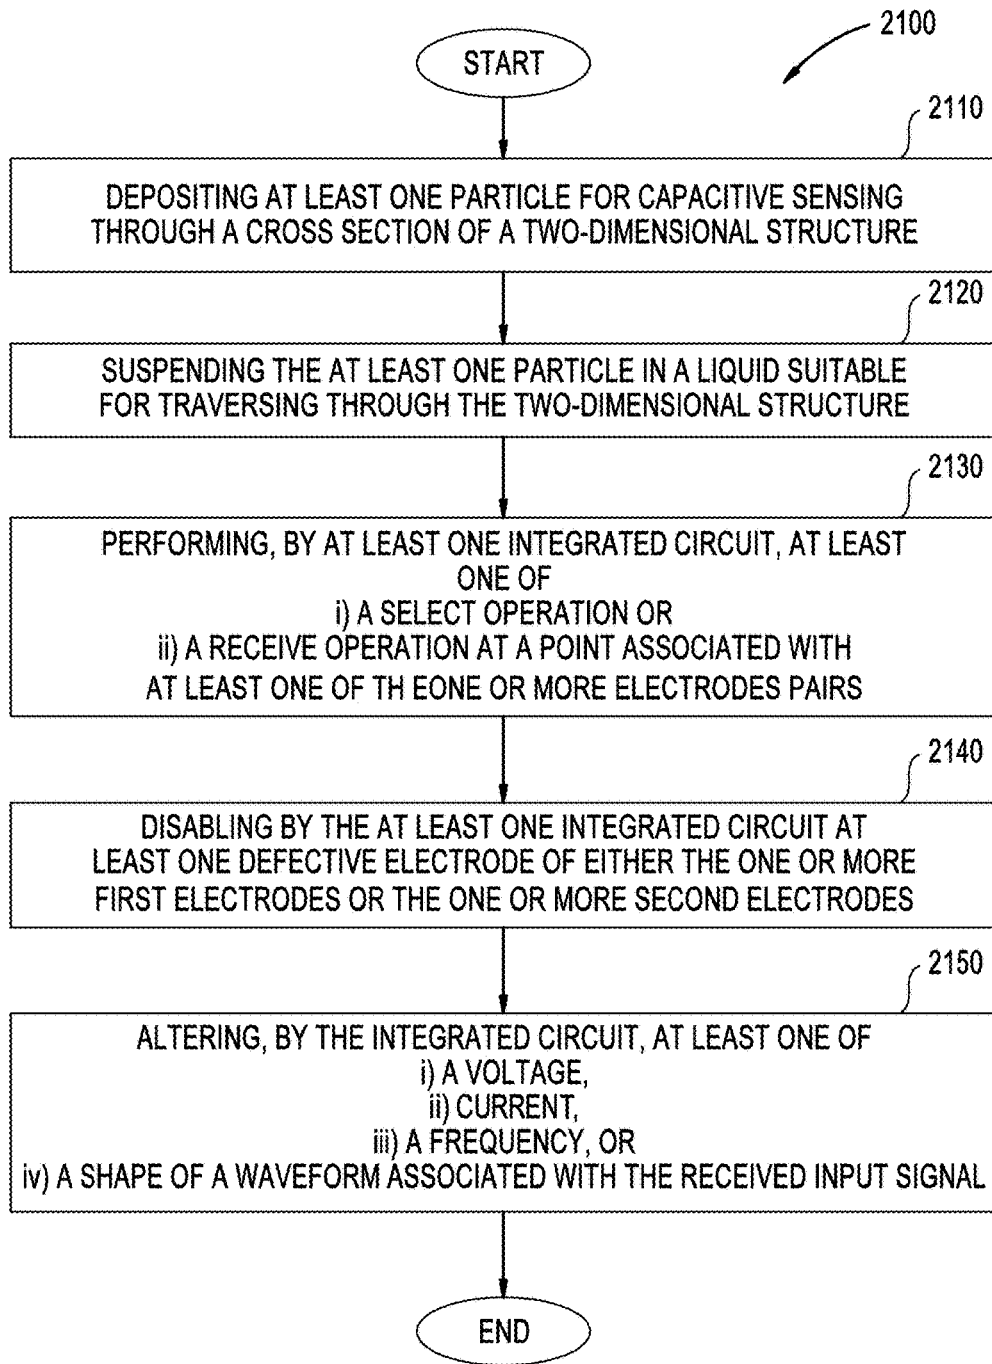 2100
START
2110
DEPOSITING AT LEAST ONE PARTICLE FOR CAPACITIVE SENSING
THROUGH A CROSS SECTION OF A TWO-DIMENSIONAL STRUCTURE
2120
SUSPENDING THE AT LEAST ONE PARTICLE IN A LIQUID SUITABLE
FOR TRAVERSING THROUGH THE TWO-DIMENSIONAL STRUCTURE
2130
PERFORMING, BY AT LEAST ONE INTEGRATED CIRCUIT, AT LEAST
ONE OF
i) A SELECT OPERATION OR
ii) A RECEIVE OPERATION AT A POINT ASSOCIATED WITH
AT LEAST ONE OF TH EONE OR MORE ELECTRODES PAIRS
2140
DISABLING BY THE AT LEAST ONE INTEGRATED CIRCUIT AT
LEAST ONE DEFECTIVE ELECTRODE OF EITHER THE ONE OR MORE
FIRST ELECTRODES OR THE ONE OR MORE SECOND ELECTRODES
2150
ALTERING, BY THE INTEGRATED CIRCUIT, AT LEAST ONE OF
i) A VOLTAGE,
ii) CURRENT,
iii) A FREQUENCY, OR
iv) A SHAPE OF A WAVEFORM ASSOCIATED WITH THE RECEIVED INPUT SIGNAL
END